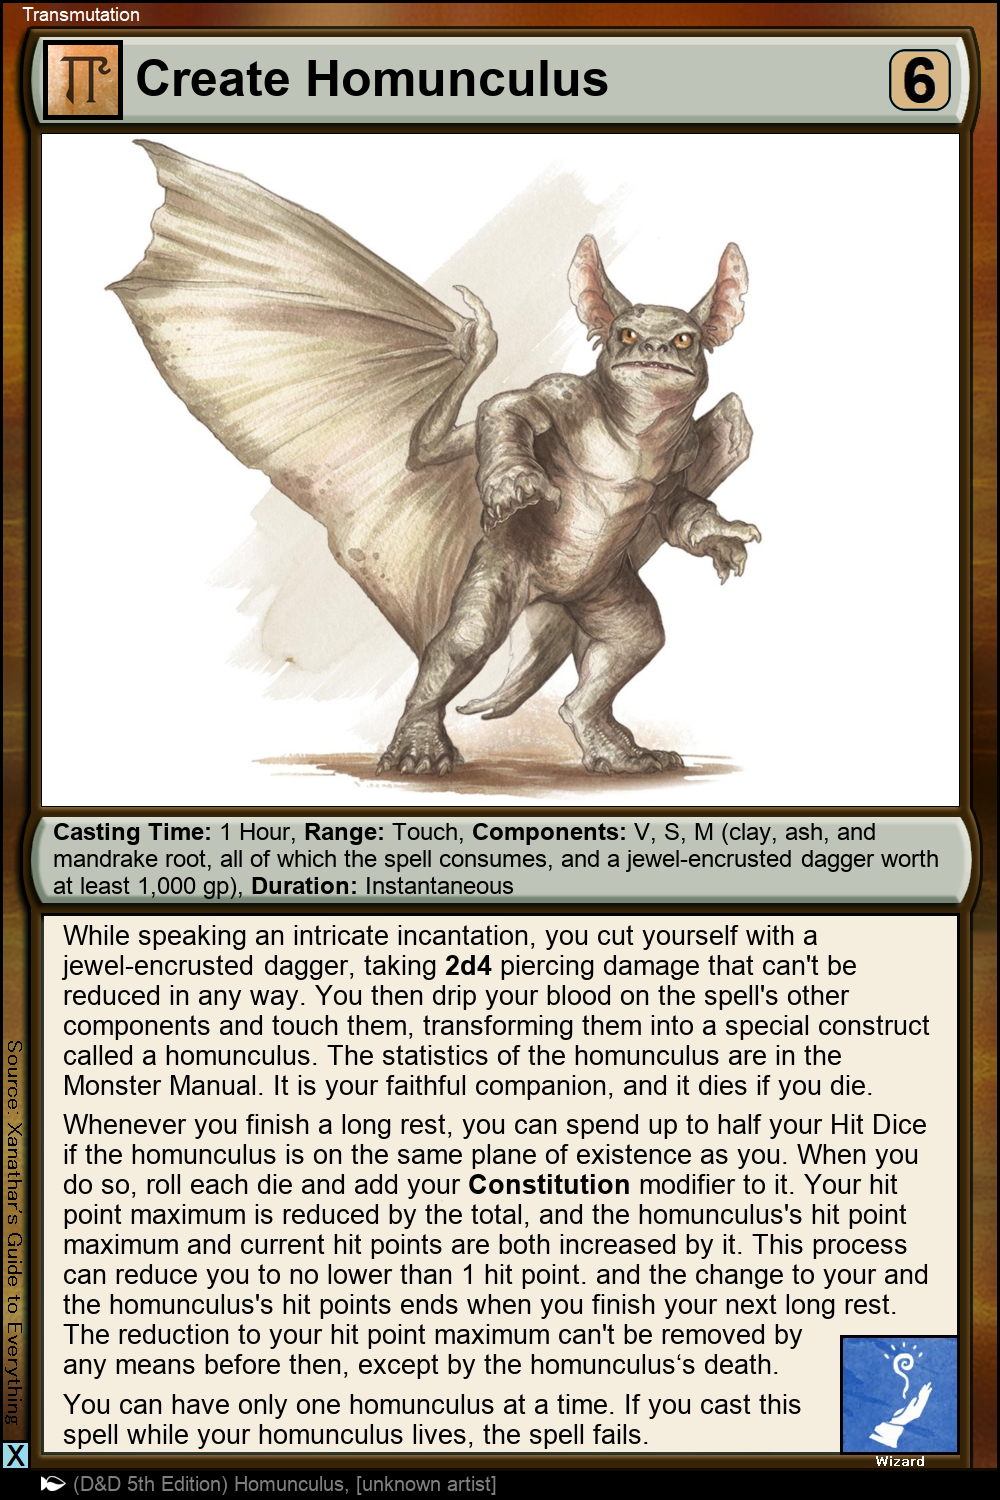 Transmutation
Create Homunculus
6
Casting Time: 1 Hour, Range: Touch, Components: V, S, M (clay, ash, and
mandrake root, all of which the spell consumes, and a jewel-encrusted dagger worth
at least 1,000 gp), Duration: Instantaneous
While speaking an intricate incantation, you cut yourself with a
jewel-encrusted dagger, taking 2d4 piercing damage that can't be
reduced in any way. You then drip your blood on the spell's other
components and touch them, transforming them into a special construct
called a homunculus. The statistics of the homunculus are in the
Monster Manual. It is your faithful companion, and it dies if you die.
Whenever you finish a long rest, you can spend up to half your Hit Dice
if the homunculus is on the same plane of existence as you. When you
do so, roll each die and add your Constitution modifier to it. Your hit
point maximum is reduced by the total, and the homunculus's hit point
maximum and current hit points are both increased by it. This process
can reduce you to no lower than 1 hit point. and the change to your and
the homunculus's hit points ends when you finish your next long rest.
The reduction to your hit point maximum can't be removed by
any means before then, except by the homunculus‘s death.
You can have only one homunculus at a time. If you cast this
spell while your homunculus lives, the spell fails.
Wizard
Source: Xanathar's Guide to Everything
X
(D&D 5th Edition) Homunculus, [unknown artist]